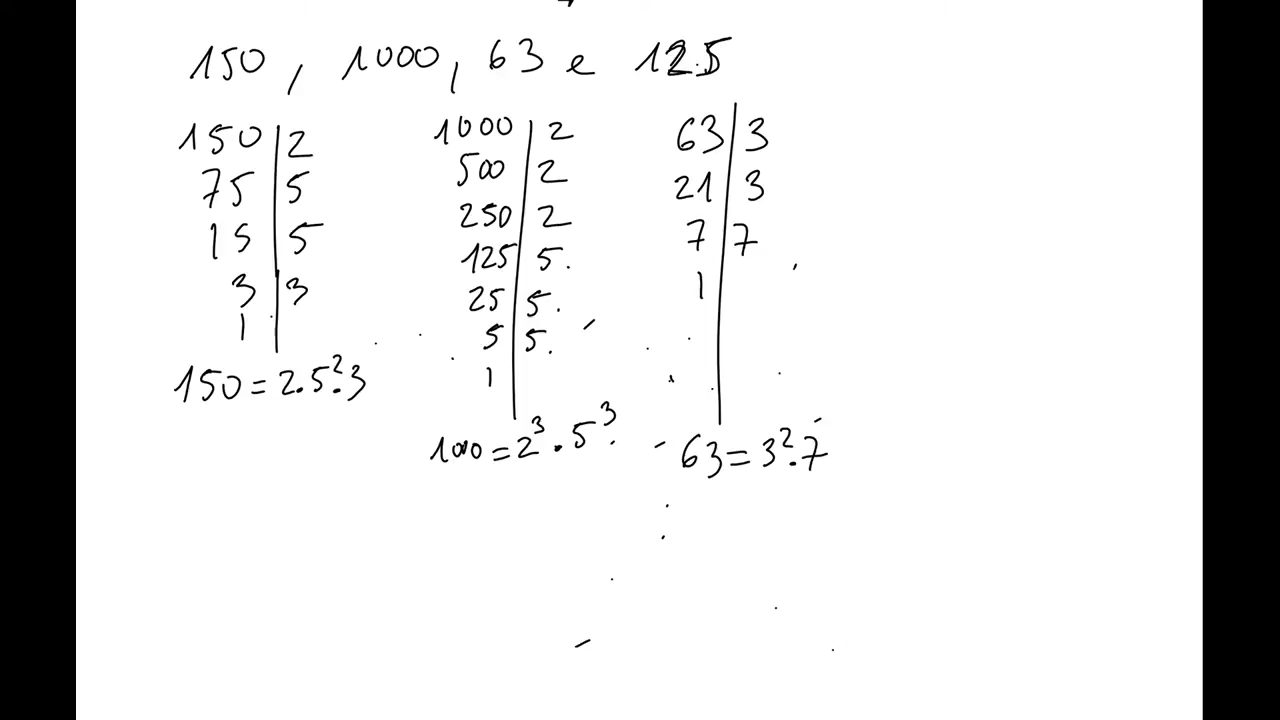 150, 1000, 63 e 125
150 | 2
75 | 5
15 | 5
3 | 3
1
150 = 2.5².3
1000 | 2
500 | 2
250 | 2
125 | 5
25 | 5
5 | 5
1
1000 = 2³.5³
63 | 3
21 | 3
7 | 7
1
63 = 3².7